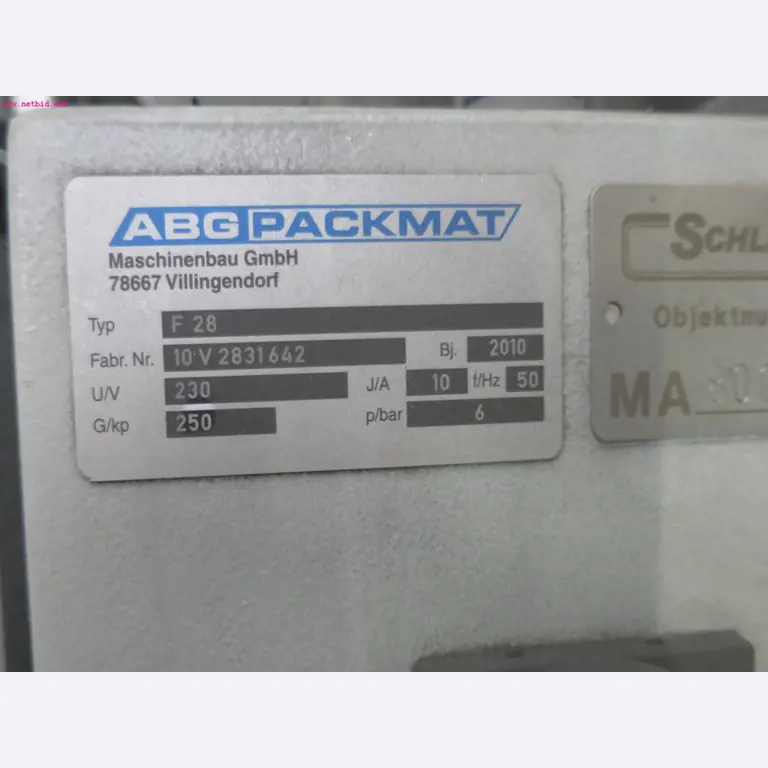 www.netbid.com
ABG PACKMAT
Maschinenbau GmbH
78667 Villingendorf
Typ F 28
Fabr. Nr. 10·V 2831642 Bj. 2010
U/V 230 J/A 10 f/Hz 50
G/kp 250 p/bar 6
SCHL
Objektnu
MA